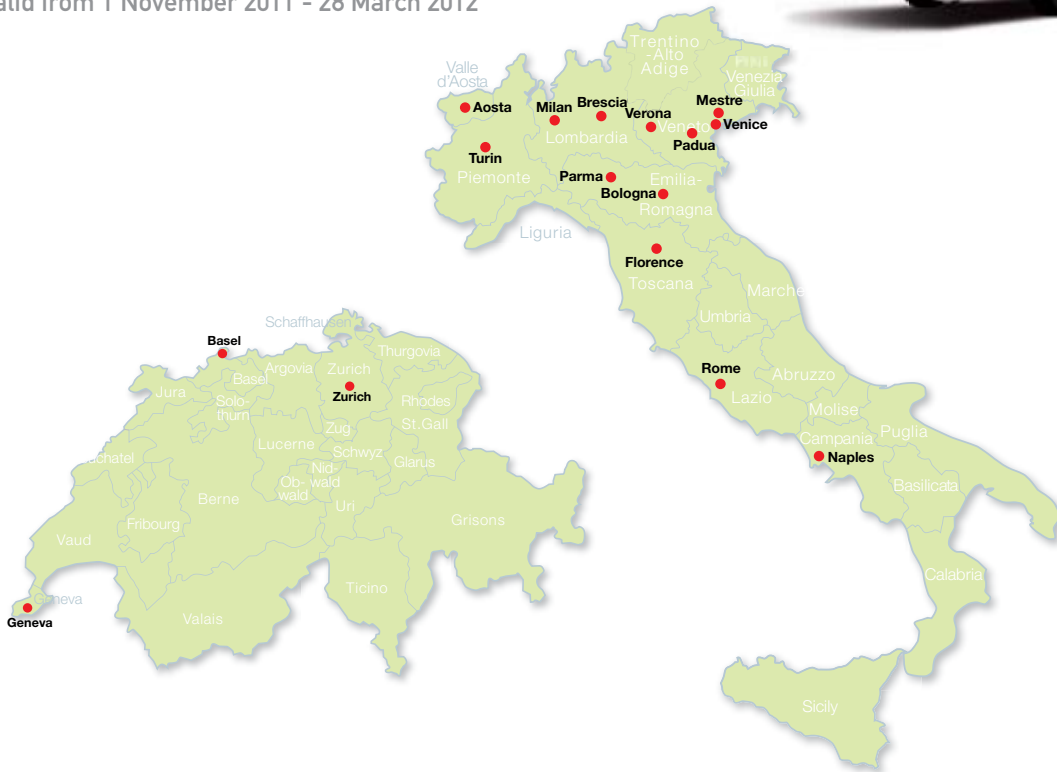 alid from 1 November 2011 - 28 March 2012
Trentino
-Alto
Adige
Friuli
Venezia
Giulia
Valle
d'Aosta
Aosta
Milan
Brescia
Verona
Mestre
Venice
Veneto
Padua
Lombardia
Turin
Piemonte
Parma
Emilia-
Bologna
Romagna
Liguria
Florence
Toscana
Marche
Umbria
Rome
Lazio
Abruzzo
Molise
Campania
Puglia
Naples
Basilicata
Calabria
Sicily
Schaffhausen
Basel
Thurgovia
Argovia
Zurich
Basel
Zurich
Jura
Solo-
thurn
Rhodes
St.Gall
Zug
Lucerne
Schwyz
Glarus
uchatel
Nid-
wald
Ob-
wald
Berne
Uri
Fribourg
Grisons
Vaud
Ticino
Geneva
Geneva
Valais